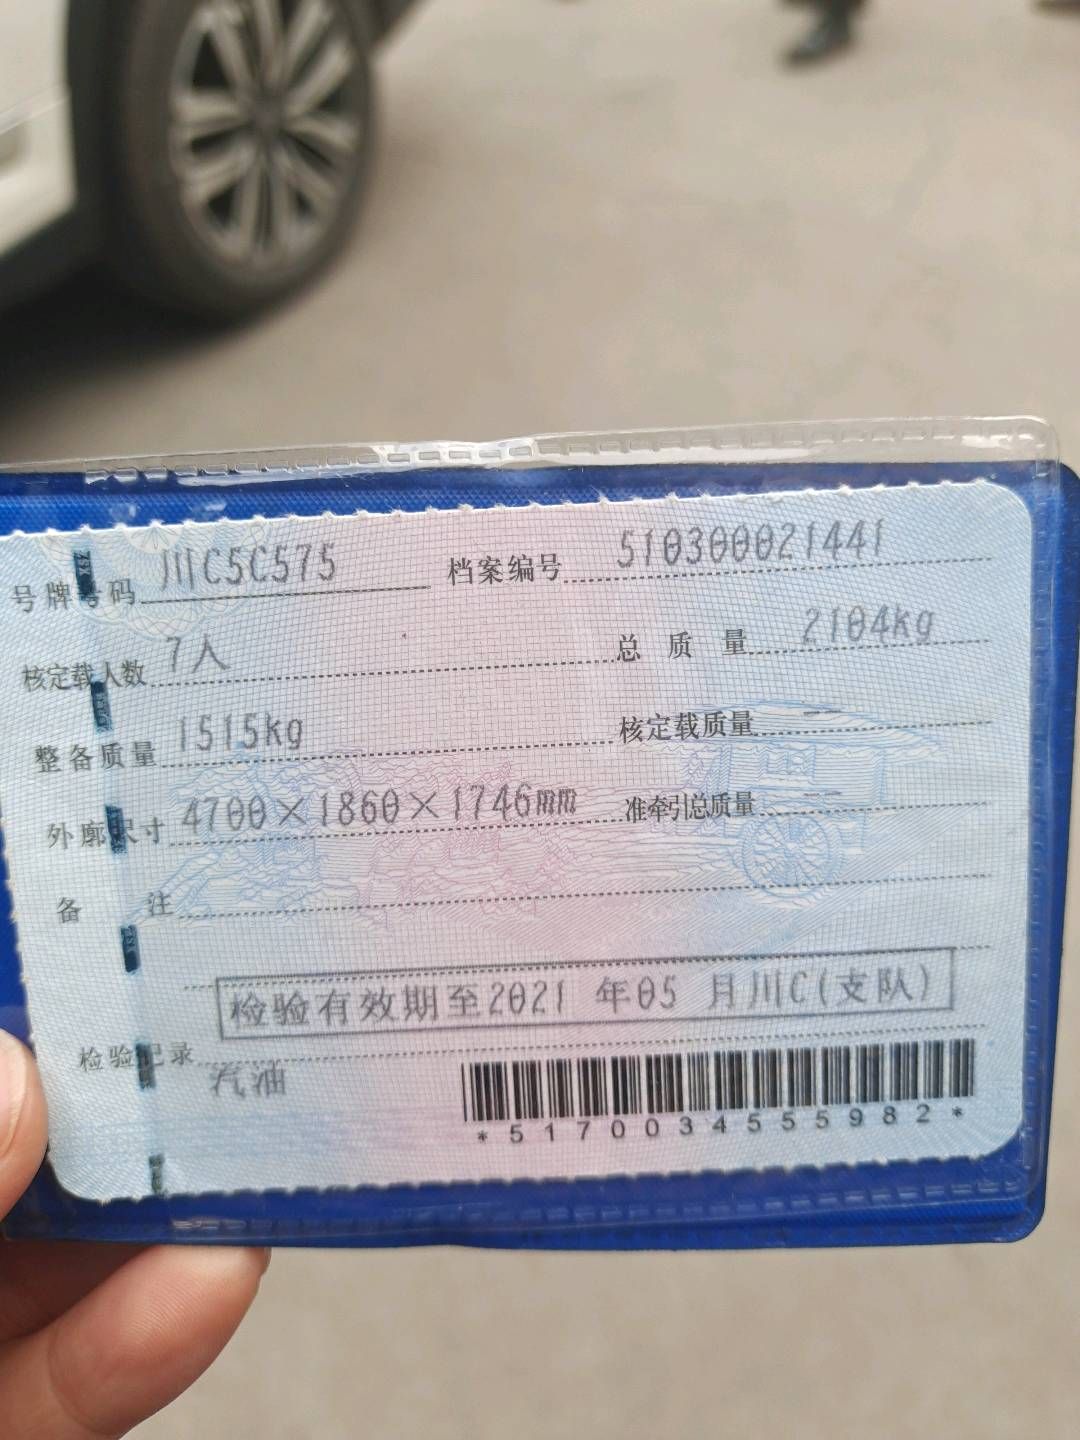 号牌号码 川C5C575 档案编号 510300021441
核定载人数 7人 总质量 2104kg
整备质量 1515kg 核定载质量 --
外廓尺寸 4700×1860×1746mm 准牵引总质量 --
备注
检验有效期至2021 年05 月川C(支队)
检验记录
汽油
*5170034555982*